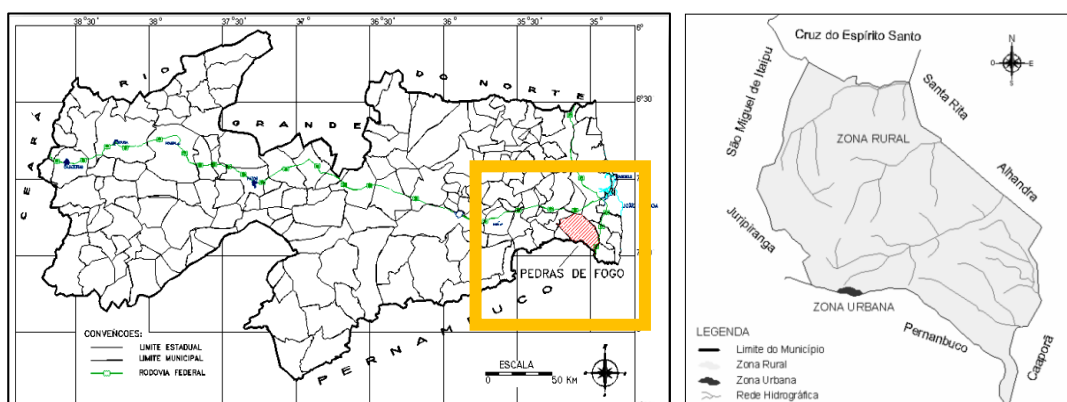 38°30'
38°
37°30'
37°
36°30'
36°
35°30'
35°
6°
6°30'
CEARÁ
RIO
GRANDE
DO NORTE
PEDRAS DE FOGO
PERNAMBUCO
CONVEÑCOES:
LIMITE ESTADUAL
LIMITE MUNICIPAL
RODOVIA FEDERAL
ESCALA
0 50 KM
Cruz do Espírito Santo
N
O
E
S
São Miguel de Itaipu
Santa Rita
ZONA RURAL
Alhandra
Juripiranga
ZONA URBANA
Pernanbuco
Caaporã
LEGENDA
Limite do Município
Zona Rural
Zona Urbana
Rede Hidrográfica